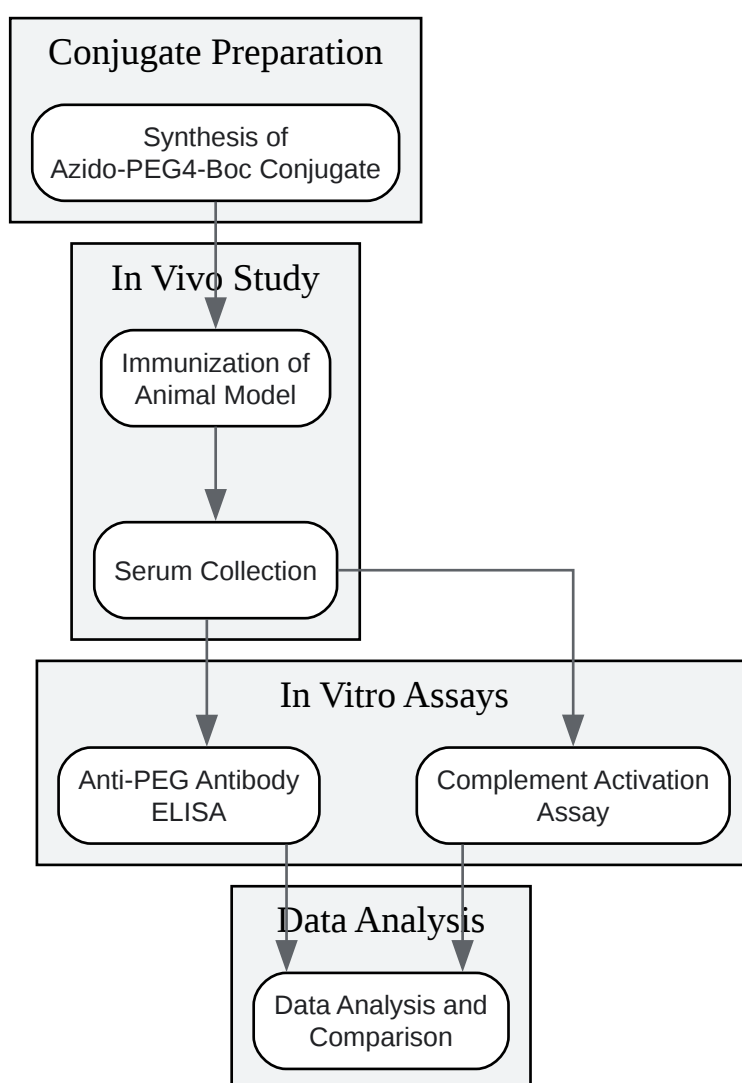 Conjugate Preparation
Synthesis of
Azido-PEG4-Boc Conjugate
In Vivo Study
Immunization of
Animal Model
Serum Collection
In Vitro Assays
Anti-PEG Antibody
ELISA
Complement Activation
Assay
Data Analysis
Data Analysis and
Comparison